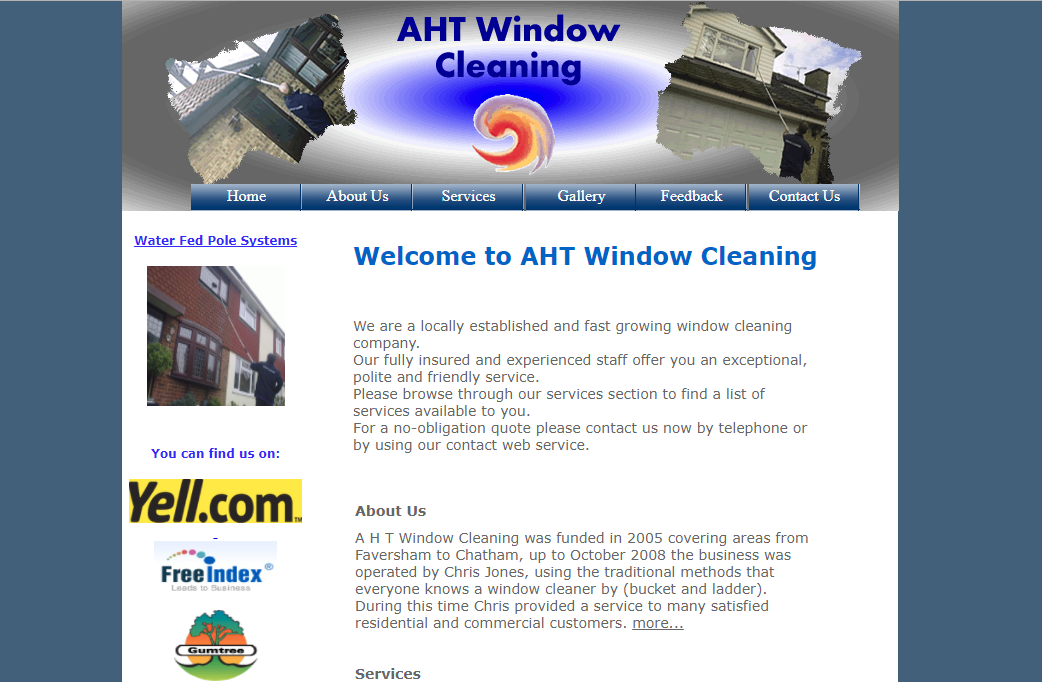 AHT Window
Cleaning
Home
About Us
Services
Gallery
Feedback
Contact Us
Water Fed Pole Systems
You can find us on:
Yell.com™
FreeIndex®
Leads to Business
Gumtree
Welcome to AHT Window Cleaning
We are a locally established and fast growing window cleaning
company.
Our fully insured and experienced staff offer you an exceptional,
polite and friendly service.
Please browse through our services section to find a list of
services available to you.
For a no-obligation quote please contact us now by telephone or
by using our contact web service.
About Us
A H T Window Cleaning was funded in 2005 covering areas from
Faversham to Chatham, up to October 2008 the business was
operated by Chris Jones, using the traditional methods that
everyone knows a window cleaner by (bucket and ladder).
During this time Chris provided a service to many satisfied
residential and commercial customers. more...
Services